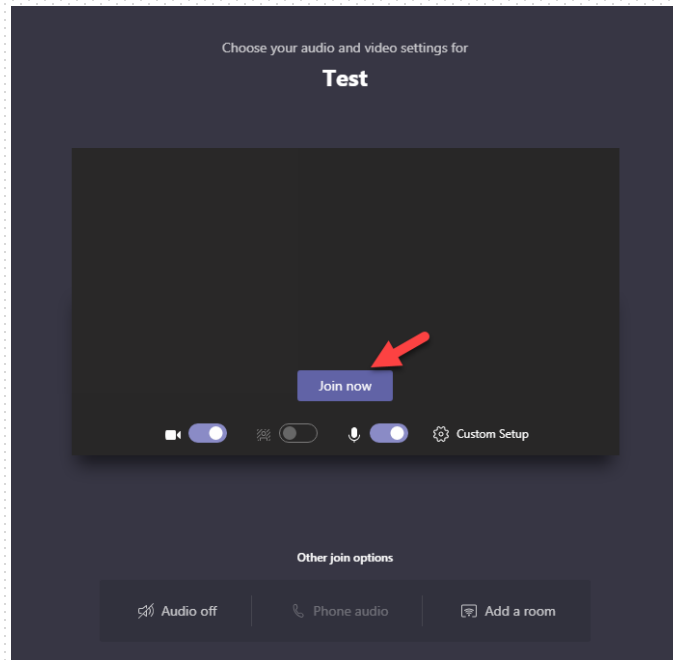 Choose your audio and video settings for
Test
Join now
Custom Setup
Other join options
Audio off
Phone audio
Add a room